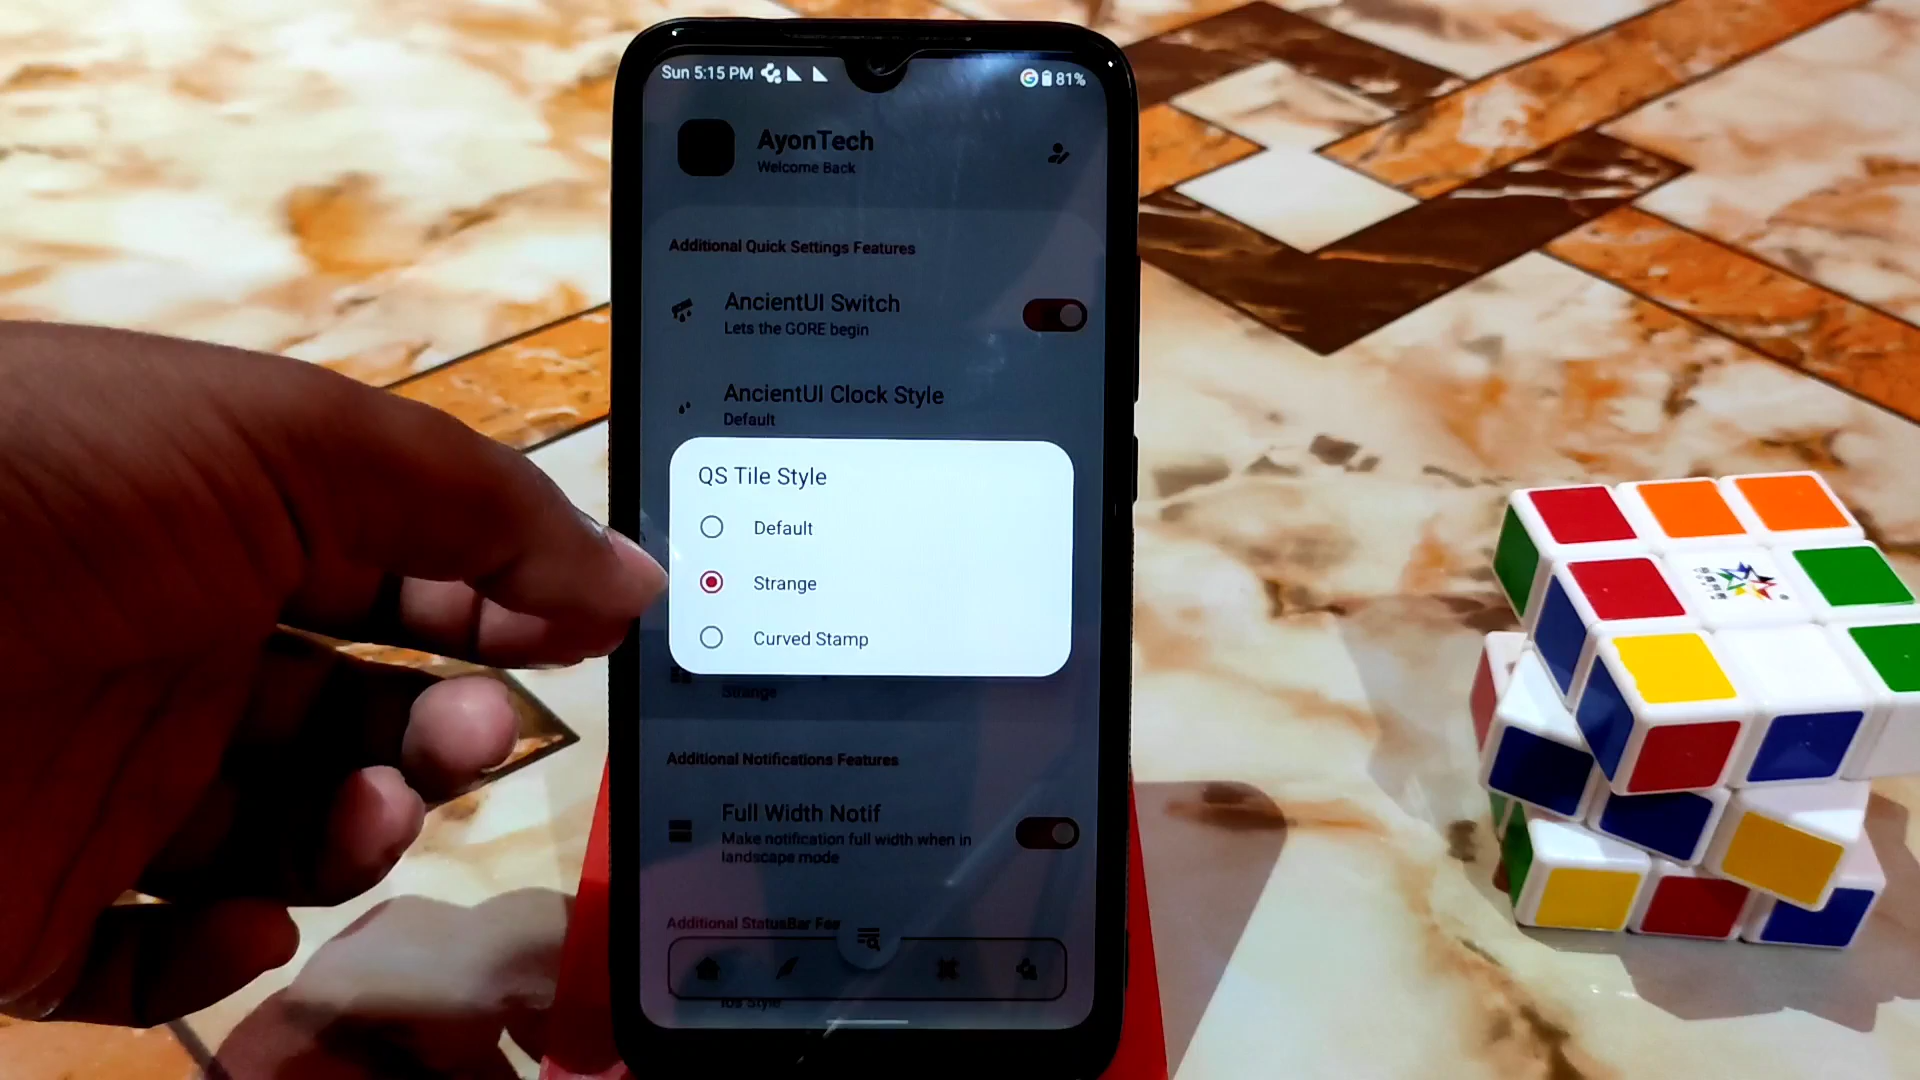 Sun 5:15 PM
81%
AyonTech
Welcome Back
Additional Quick Settings Features
AncientUI Switch
Lets the GORE begin
AncientUI Clock Style
Default
QS Tile Style
Default
Strange
Curved Stamp
Strange
Additional Notifications Features
Full Width Notif
Make notification full width when in
landscape mode
Additional StatusBar
Ios Style